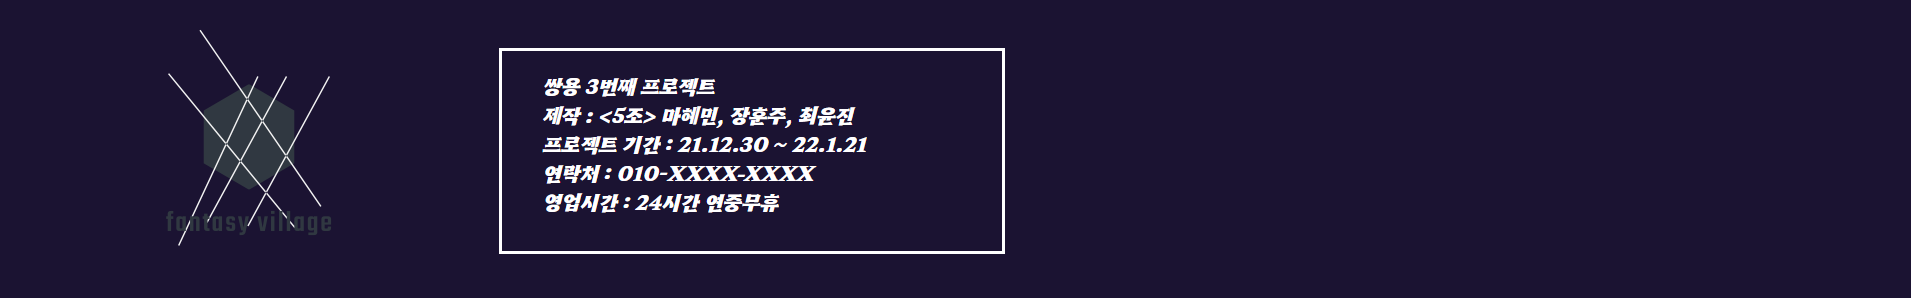 fantasy village
쌍용 3번째 프로젝트
제작 : <5조> 마혜민, 장훈주, 최윤진
프로젝트 기간 : 21.12.30 ~ 22.1.21
연락처 : 010-XXXX-XXXX
영업시간 : 24시간 연중무휴